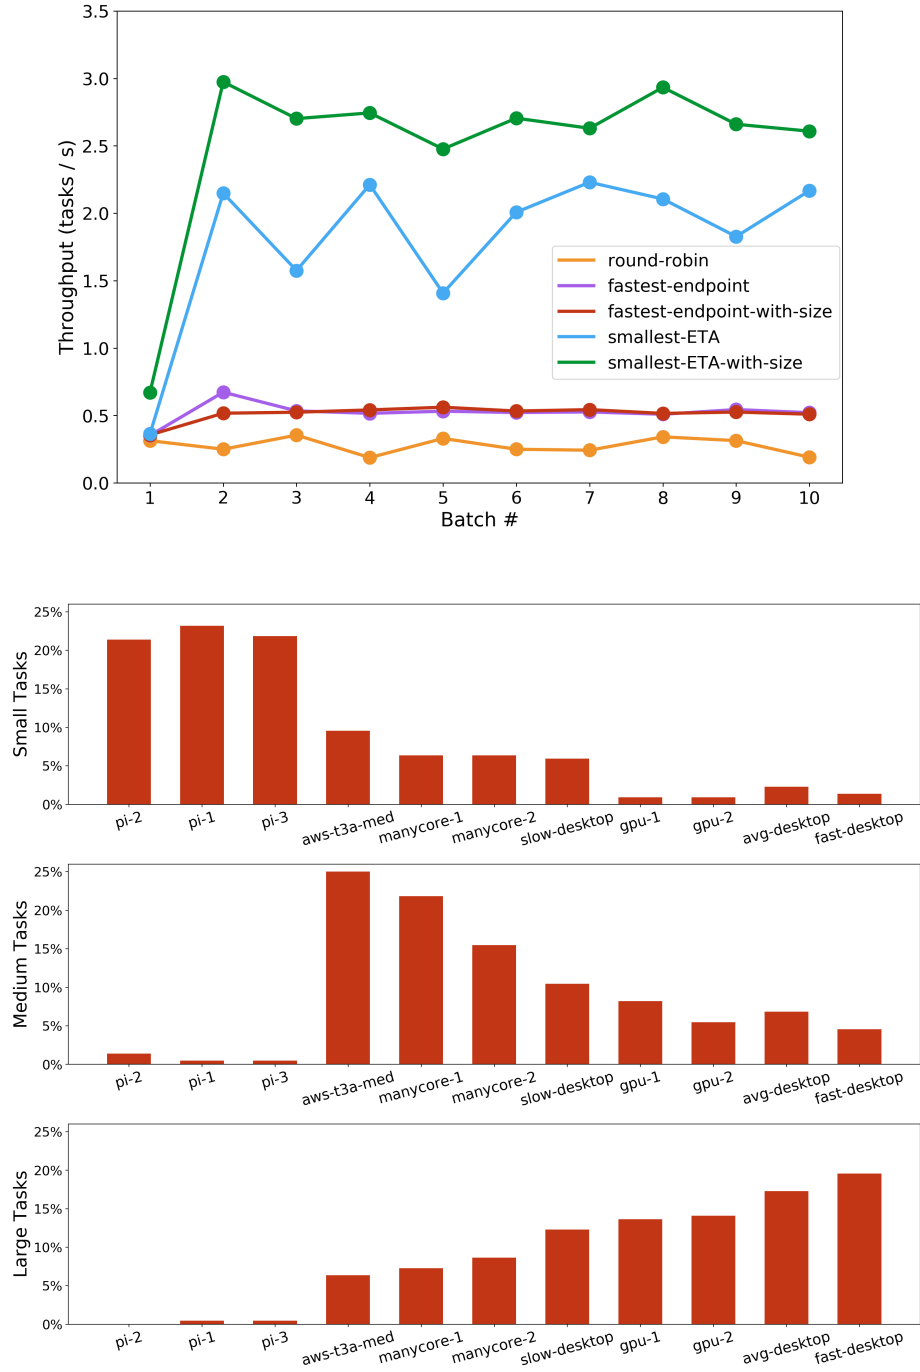 3.5
3.0
2.5
2.0
1.5
1.0
0.5
0.0
Throughput (tasks / s)
round-robin
fastest-endpoint
fastest-endpoint-with-size
smallest-ETA
smallest-ETA-with-size
1 2 3 4 5 6 7 8 9 10
Batch #
25%
20%
15%
10%
5%
0%
Small Tasks
pi-2 pi-1 pi-3 aws-t3a-med manycore-1 manycore-2 slow-desktop gpu-1 gpu-2 avg-desktop fast-desktop
25%
20%
15%
10%
5%
0%
Medium Tasks
pi-2 pi-1 pi-3 aws-t3a-med manycore-1 manycore-2 slow-desktop gpu-1 gpu-2 avg-desktop fast-desktop
25%
20%
15%
10%
5%
0%
Large Tasks
pi-2 pi-1 pi-3 aws-t3a-med manycore-1 manycore-2 slow-desktop gpu-1 gpu-2 avg-desktop fast-desktop